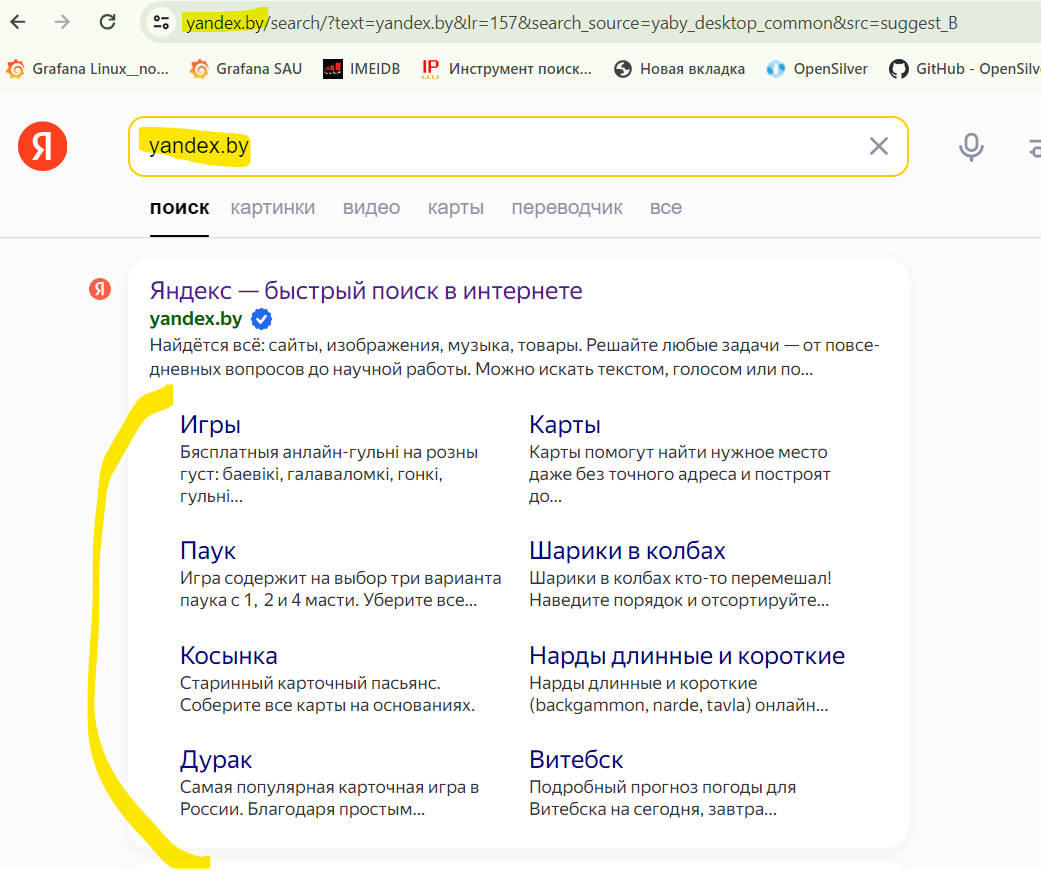 yandex.by/search/?text=yandex.by&lr=157&search_source=yaby_desktop_common&src=suggest_B
Grafana Linux__no... Grafana SAU IMEIDB IP Инструмент поиск... Новая вкладка OpenSilver GitHub - OpenSilv
Я yandex.by
поиск картинки видео карты переводчик все
Я Яндекс — быстрый поиск в интернете
yandex.by
Найдётся всё: сайты, изображения, музыка, товары. Решайте любые задачи — от повсе-
дневных вопросов до научной работы. Можно искать текстом, голосом или по...
Игры
Бясплатныя анлайн-гульні на розны
густ: баевікі, галаваломкі, гонкі,
гульні...
Карты
Карты помогут найти нужное место
даже без точного адреса и построят
до...
Паук
Игра содержит на выбор три варианта
паука с 1, 2 и 4 масти. Уберите все...
Шарики в колбах
Шарики в колбах кто-то перемешал!
Наведите порядок и отсортируйте...
Косынка
Старинный карточный пасьянс.
Соберите все карты на основаниях.
Нарды длинные и короткие
Нарды длинные и короткие
(backgammon, narde, tavla) онлайн...
Дурак
Самая популярная карточная игра в
России. Благодаря простым...
Витебск
Подробный прогноз погоды для
Витебска на сегодня, завтра...